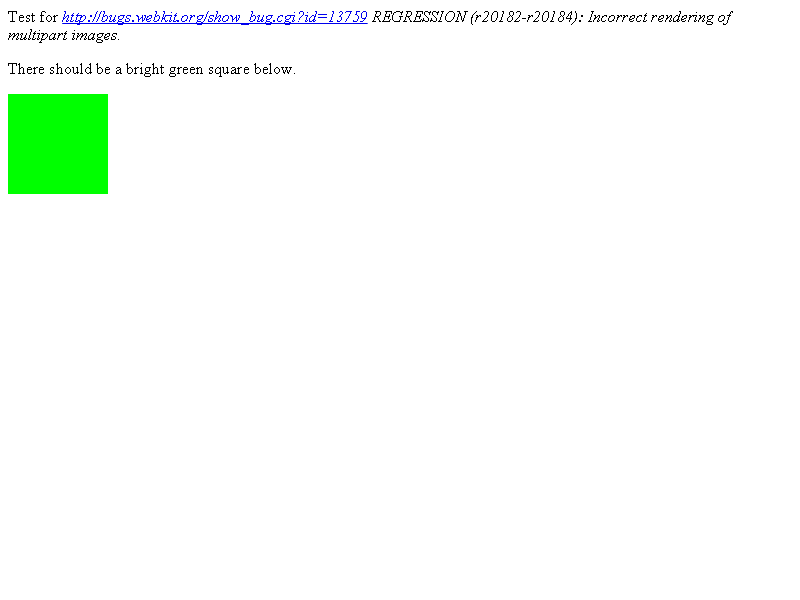 Test for http://bugs.webkit.org/show_bug.cgi?id=13759 REGRESSION (r20182-r20184): Incorrect rendering of
multipart images.
There should be a bright green square below.